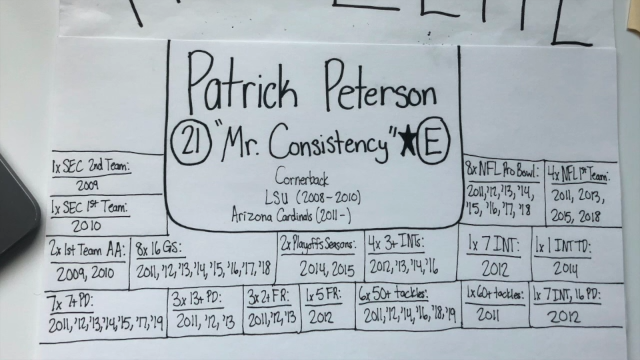 Patrick Peterson
21 "Mr. Consistency" ★ E
Cornerback
LSU (2008-2010)
Arizona Cardinals (2011-)
1x SEC 2nd Team:
2009
1x SEC 1st Team:
2010
8x NFL Pro Bowl:
2011, '12, '13, '14,
'15, '16, '17, '18
4x NFL 1st Team:
2011, 2013,
2015, 2018
2x 1st Team AA:
2009, 2010
8x 16 GS:
2011, '12, '13, '14, '15, '16, '17, '18
2x Playoffs Seasons:
2014, 2015
4x 3+ INTs:
2012, '13, '14, '16
1x 7 INT:
2012
1x 1 INT TD:
2014
7x 7+ PD:
2011, '12, '13, '14, '15, '17, '19
3x 13+ PD:
2011, '12, '13
3x 2+ FR:
2011, '12, '13
1x 5 FR:
2012
6x 50+ tackles:
2011, '12, '14, '16, '18, '19
1x 60+ tackles:
2011
1x 7 INT, 16 PD:
2012